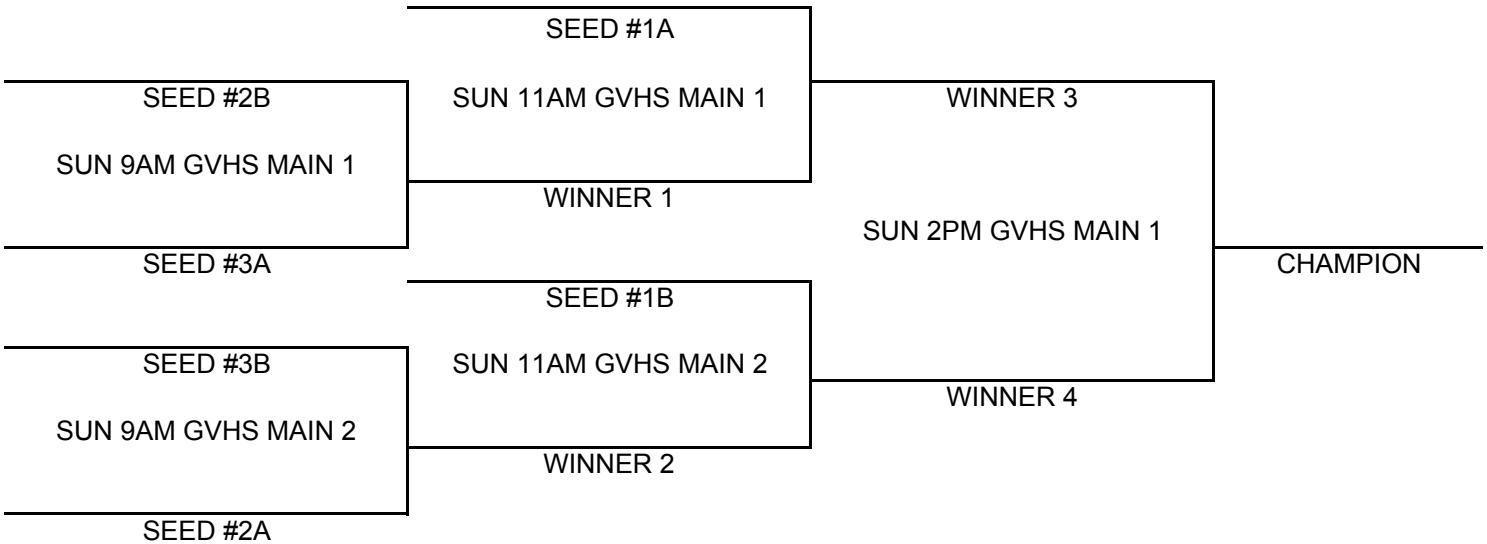 SEED #1A
SEED #2B
SUN 11AM GVHS MAIN 1
WINNER 3
SUN 9AM GVHS MAIN 1
WINNER 1
SUN 2PM GVHS MAIN 1
SEED #3A
CHAMPION
SEED #1B
SEED #3B
SUN 11AM GVHS MAIN 2
WINNER 4
SUN 9AM GVHS MAIN 2
WINNER 2
SEED #2A